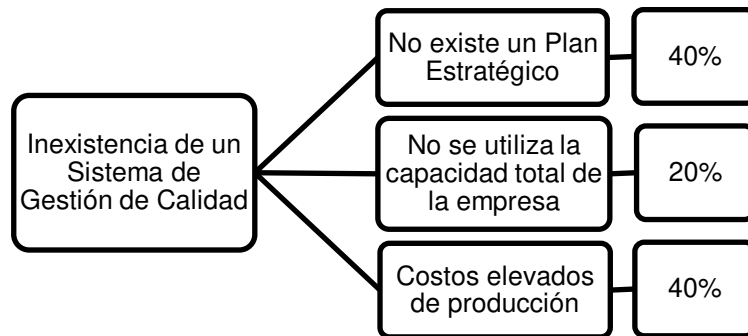 Inexistencia de un
Sistema de
Gestión de Calidad
No existe un Plan
Estratégico
40%
No se utiliza la
capacidad total de
la empresa
20%
Costos elevados
de producción
40%